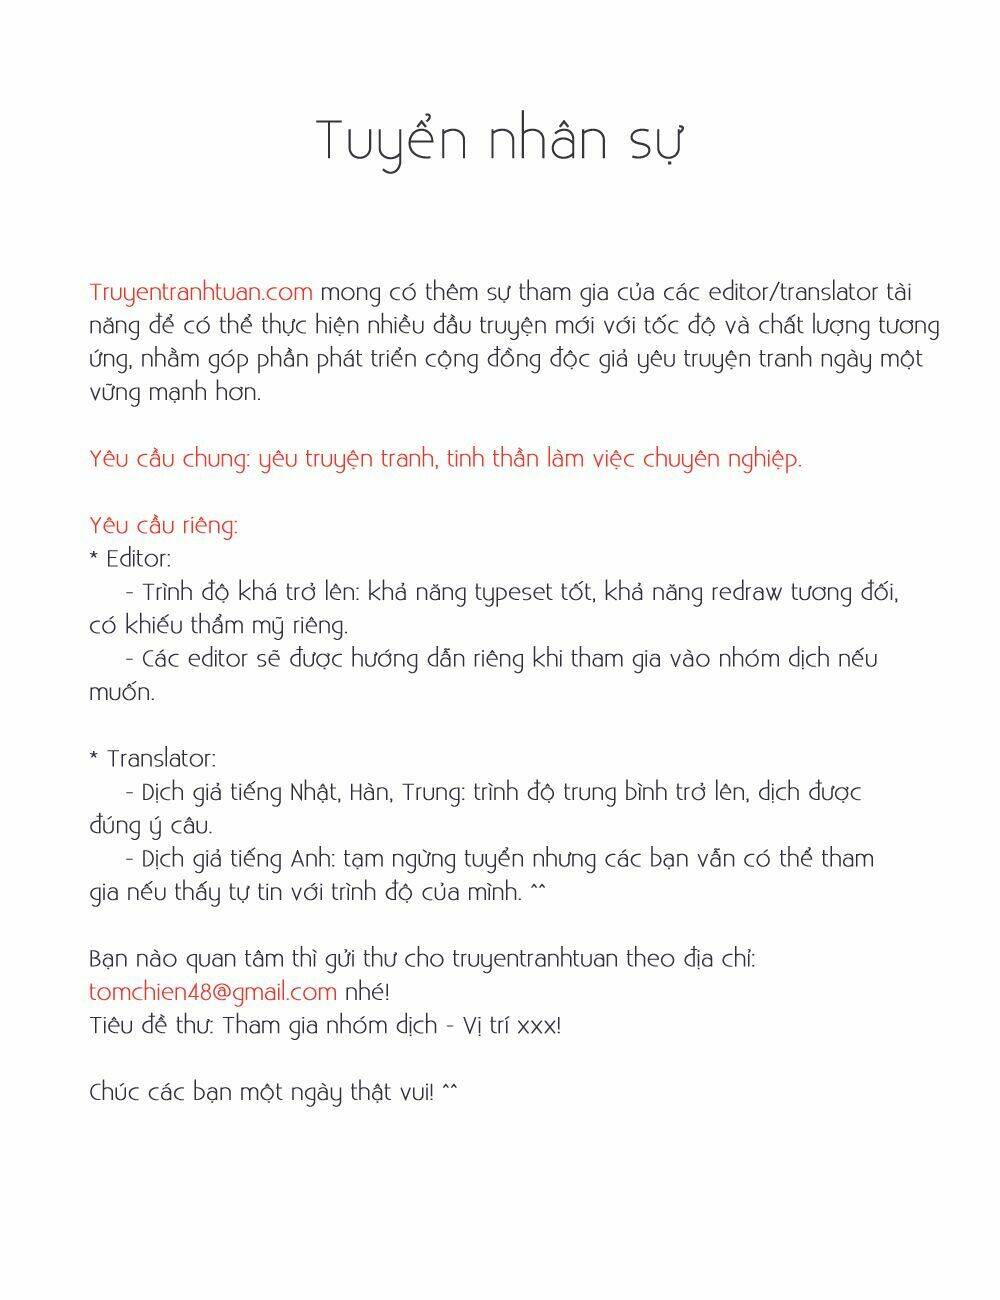 Tuyển nhân sự
Truyentranhtuan.com mong có thêm sự tham gia của các editor/translator tài
năng để có thể thực hiện nhiều đầu truyện mới với tốc độ và chất lượng tương
ứng, nhằm góp phần phát triển cộng đồng độc giả yêu truyện tranh ngày một
vững mạnh hơn.
Yêu cầu chung: yêu truyện tranh, tinh thần làm việc chuyên nghiệp.
Yêu cầu riêng:
* Editor:
- Trình độ khá trở lên: khả năng typeset tốt, khả năng redraw tương đối,
có khiếu thẩm mỹ riêng.
- Các editor sẽ được hướng dẫn riêng khi tham gia vào nhóm dịch nếu
muốn.
* Translator:
- Dịch giả tiếng Nhật, Hàn, Trung: trình độ trung bình trở lên, dịch được
đúng ý câu.
- Dịch giả tiếng Anh: tạm ngừng tuyển nhưng các bạn vẫn có thể tham
gia nếu thấy tự tin với trình độ của mình. ^^
Bạn nào quan tâm thì gửi thư cho truyentranhtuan theo địa chỉ:
tomchien48@gmail.com nhé!
Tiêu đề thư: Tham gia nhóm dịch - Vị trí xxx!
Chúc các bạn một ngày thật vui! ^^